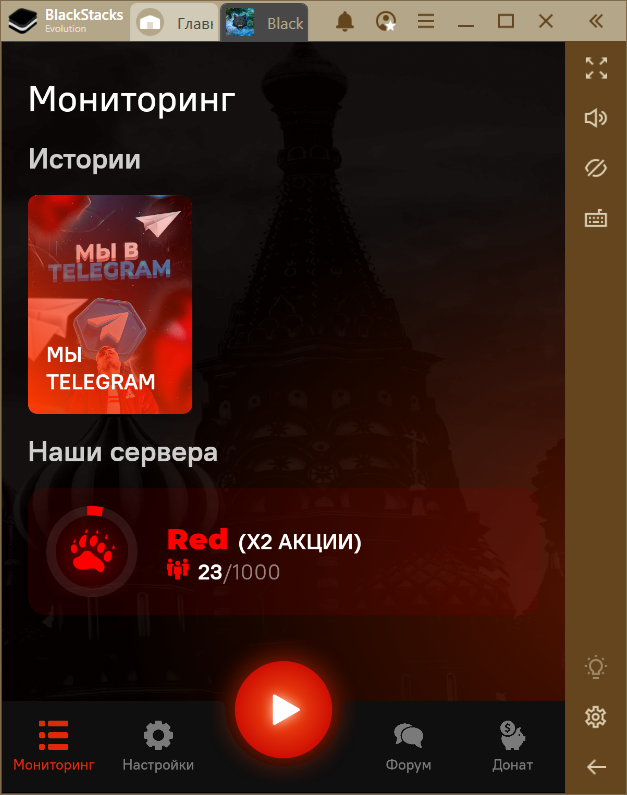 BlackStacks
Evolution
Главн
Black
Мониторинг
Истории
МЫ В
TELEGRAM
МЫ
TELEGRAM
Наши сервера
Red (X2 АКЦИИ)
23/1000
Мониторинг
Настройки
Форум
Донат